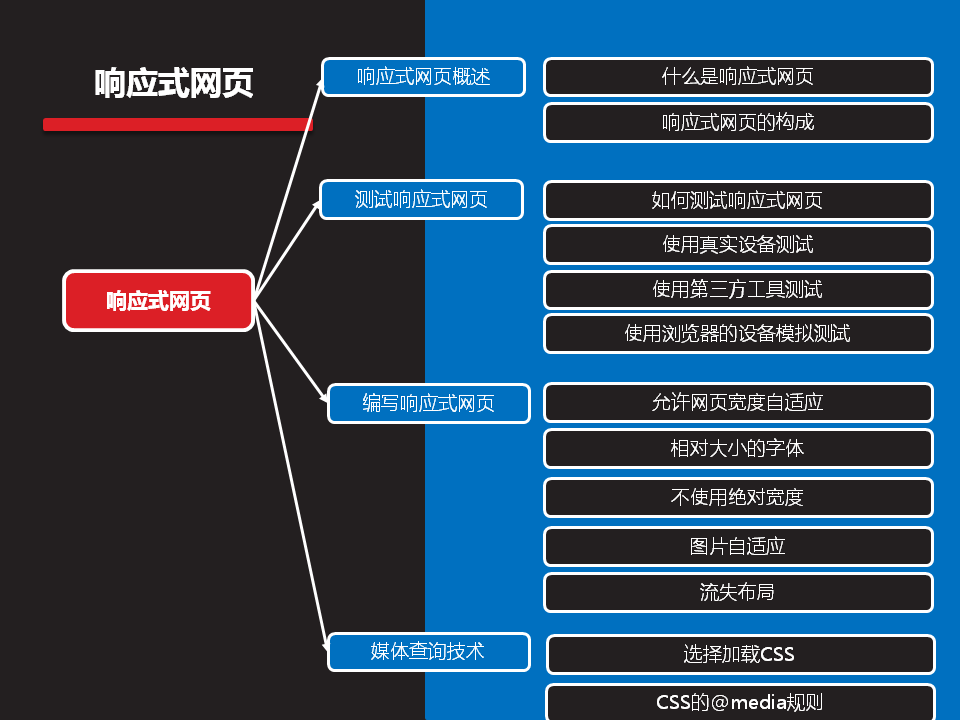 响应式网页
响应式网页
响应式网页概述
什么是响应式网页
响应式网页的构成
测试响应式网页
如何测试响应式网页
使用真实设备测试
使用第三方工具测试
使用浏览器的设备模拟测试
编写响应式网页
允许网页宽度自适应
相对大小的字体
不使用绝对宽度
图片自适应
流失布局
媒体查询技术
选择加载CSS
CSS的@media规则